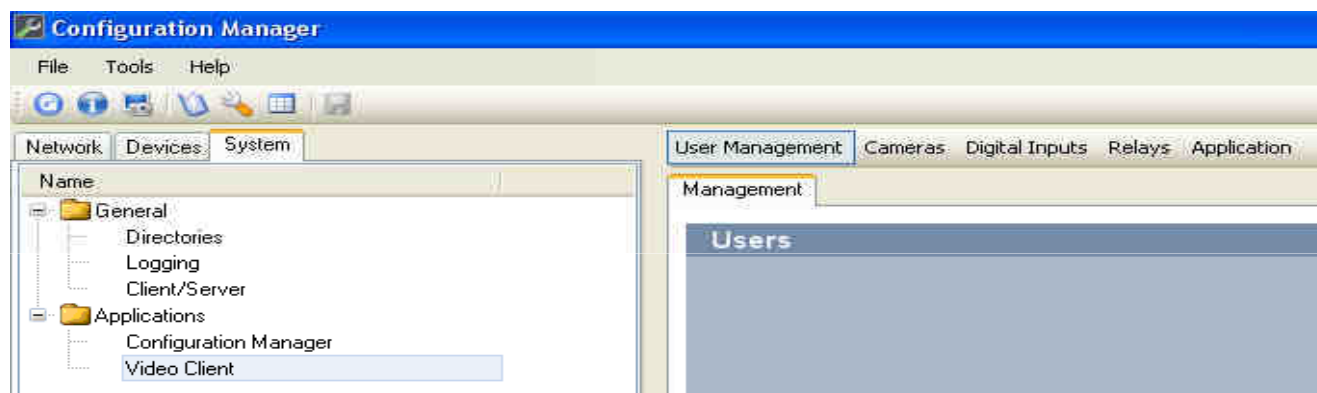 Configuration Manager
File Tools Help
Network Devices System
User Management Cameras Digital Inputs Relays Application
Name
Management
General
Directories
Users
Logging
Client/Server
Applications
Configuration Manager
Video Client